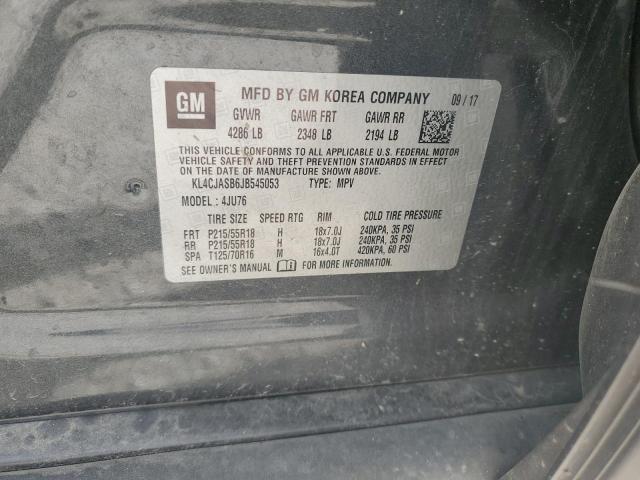 GM MFD BY GM KOREA COMPANY 09 / 17
GVWR GAWR FRT GAWR RR
4286 LB 2348 LB 2194 LB
THIS VEHICLE CONFORMS TO ALL APPLICABLE U.S. FEDERAL MOTOR
VEHICLE SAFETY AND THEFT PREVENTION STANDARDS IN EFFECT ON
THE DATE OF MANUFACTURE SHOWN ABOVE.
KL4CJASB6JB545053 TYPE: MPV
MODEL : 4JU76
TIRE SIZE SPEED RTG RIM COLD TIRE PRESSURE
FRT P215/55R18 H 18x7.0J 240KPA, 35 PSI
RR P215/55R18 H 18x7.0J 240KPA, 35 PSI
SPA T125/70R16 M 16x4.0T 420KPA, 60 PSI
SEE OWNER'S MANUAL FOR MORE INFORMATION.